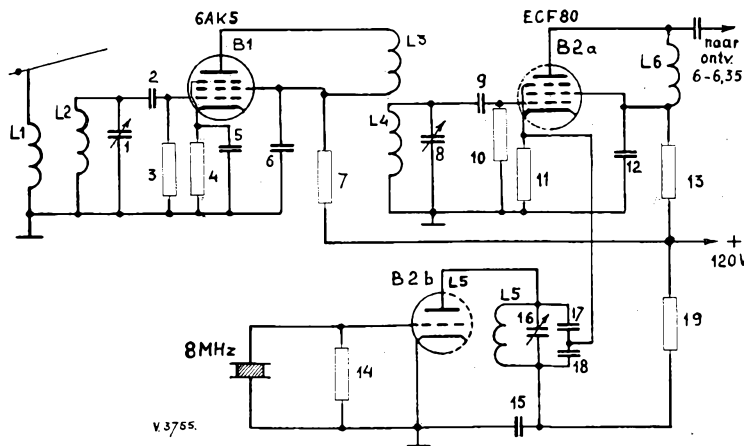 6AK5
ECF80
B1
B2a
L3
L6
naar
ontv.
6-6,35
L1
L2
2
1
3
4
5
6
7
L4
9
8
10
11
12
13
+
120V
B2b
L5
L5
16
17
18
19
8MHz
14
15
V.3755.